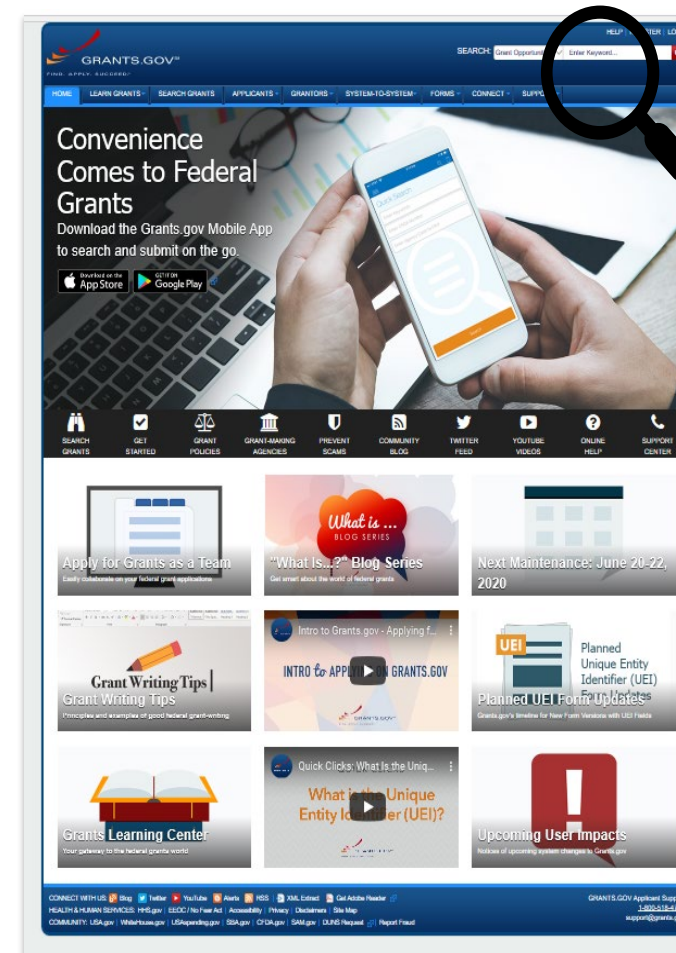 HELP
SEARCH:
Enter Keyword...
GRANTS.GOV
FIND. APPLY. SUCCEED.
HOME LEARN GRANTS SEARCH GRANTS APPLICANTS GRANTORS SYSTEM-TO-SYSTEM FORMS CONNECT
Convenience
Comes to Federal
Grants
Download the Grants.gov Mobile App
to search and submit on the go.
Download on the App Store GET IT ON Google Play
Quick Search
SEARCH GRANTS
GET STARTED
GRANT POLICIES
GRANT-MAKING AGENCIES
PREVENT SCAMS
COMMUNITY BLOG
TWITTER FEED
YOUTUBE VIDEOS
ONLINE HELP
SUPPORT CENTER
Apply for Grants as a Team
Easily collaborate on your federal grant applications
What is ...
BLOG SERIES
"What Is...?" Blog Series
Get smart about the world of federal grants
Next Maintenance: June 20-22,
2020
Grant Writing Tips
Grant Writing Tips
Principles and examples of good federal grant-writing
Intro to Grants.gov - Applying f...
INTRO to APPLYING ON GRANTS.GOV
GRANTS.GOV
UEI
Planned
Unique Entity
Identifier (UEI)
Form Updates
Planned UEI Form Updates
Grants.gov's timeline for New Form Versions with UEI Fields
Grants Learning Center
Your gateway to the federal grants world
Quick Clicks: What Is the Uniq...
What is the Unique
Entity Identifier (UEI)?
Upcoming User Impacts
Notices of upcoming system changes to Grants.gov
CONNECT WITH US: Blog Twitter YouTube Alerts RSS XML Extract Get Adobe Reader
HEALTH & HUMAN SERVICES: HHS.gov | EEOC / No Fear Act | Accessibility | Privacy | Disclaimers | Site Map
COMMUNITY: USA.gov | WhiteHouse.gov | USAspending.gov | SBA.gov | CFDA.gov | SAM.gov | DUNS Request | Report Fraud
GRANTS.GOV Applicant
1-800-518-